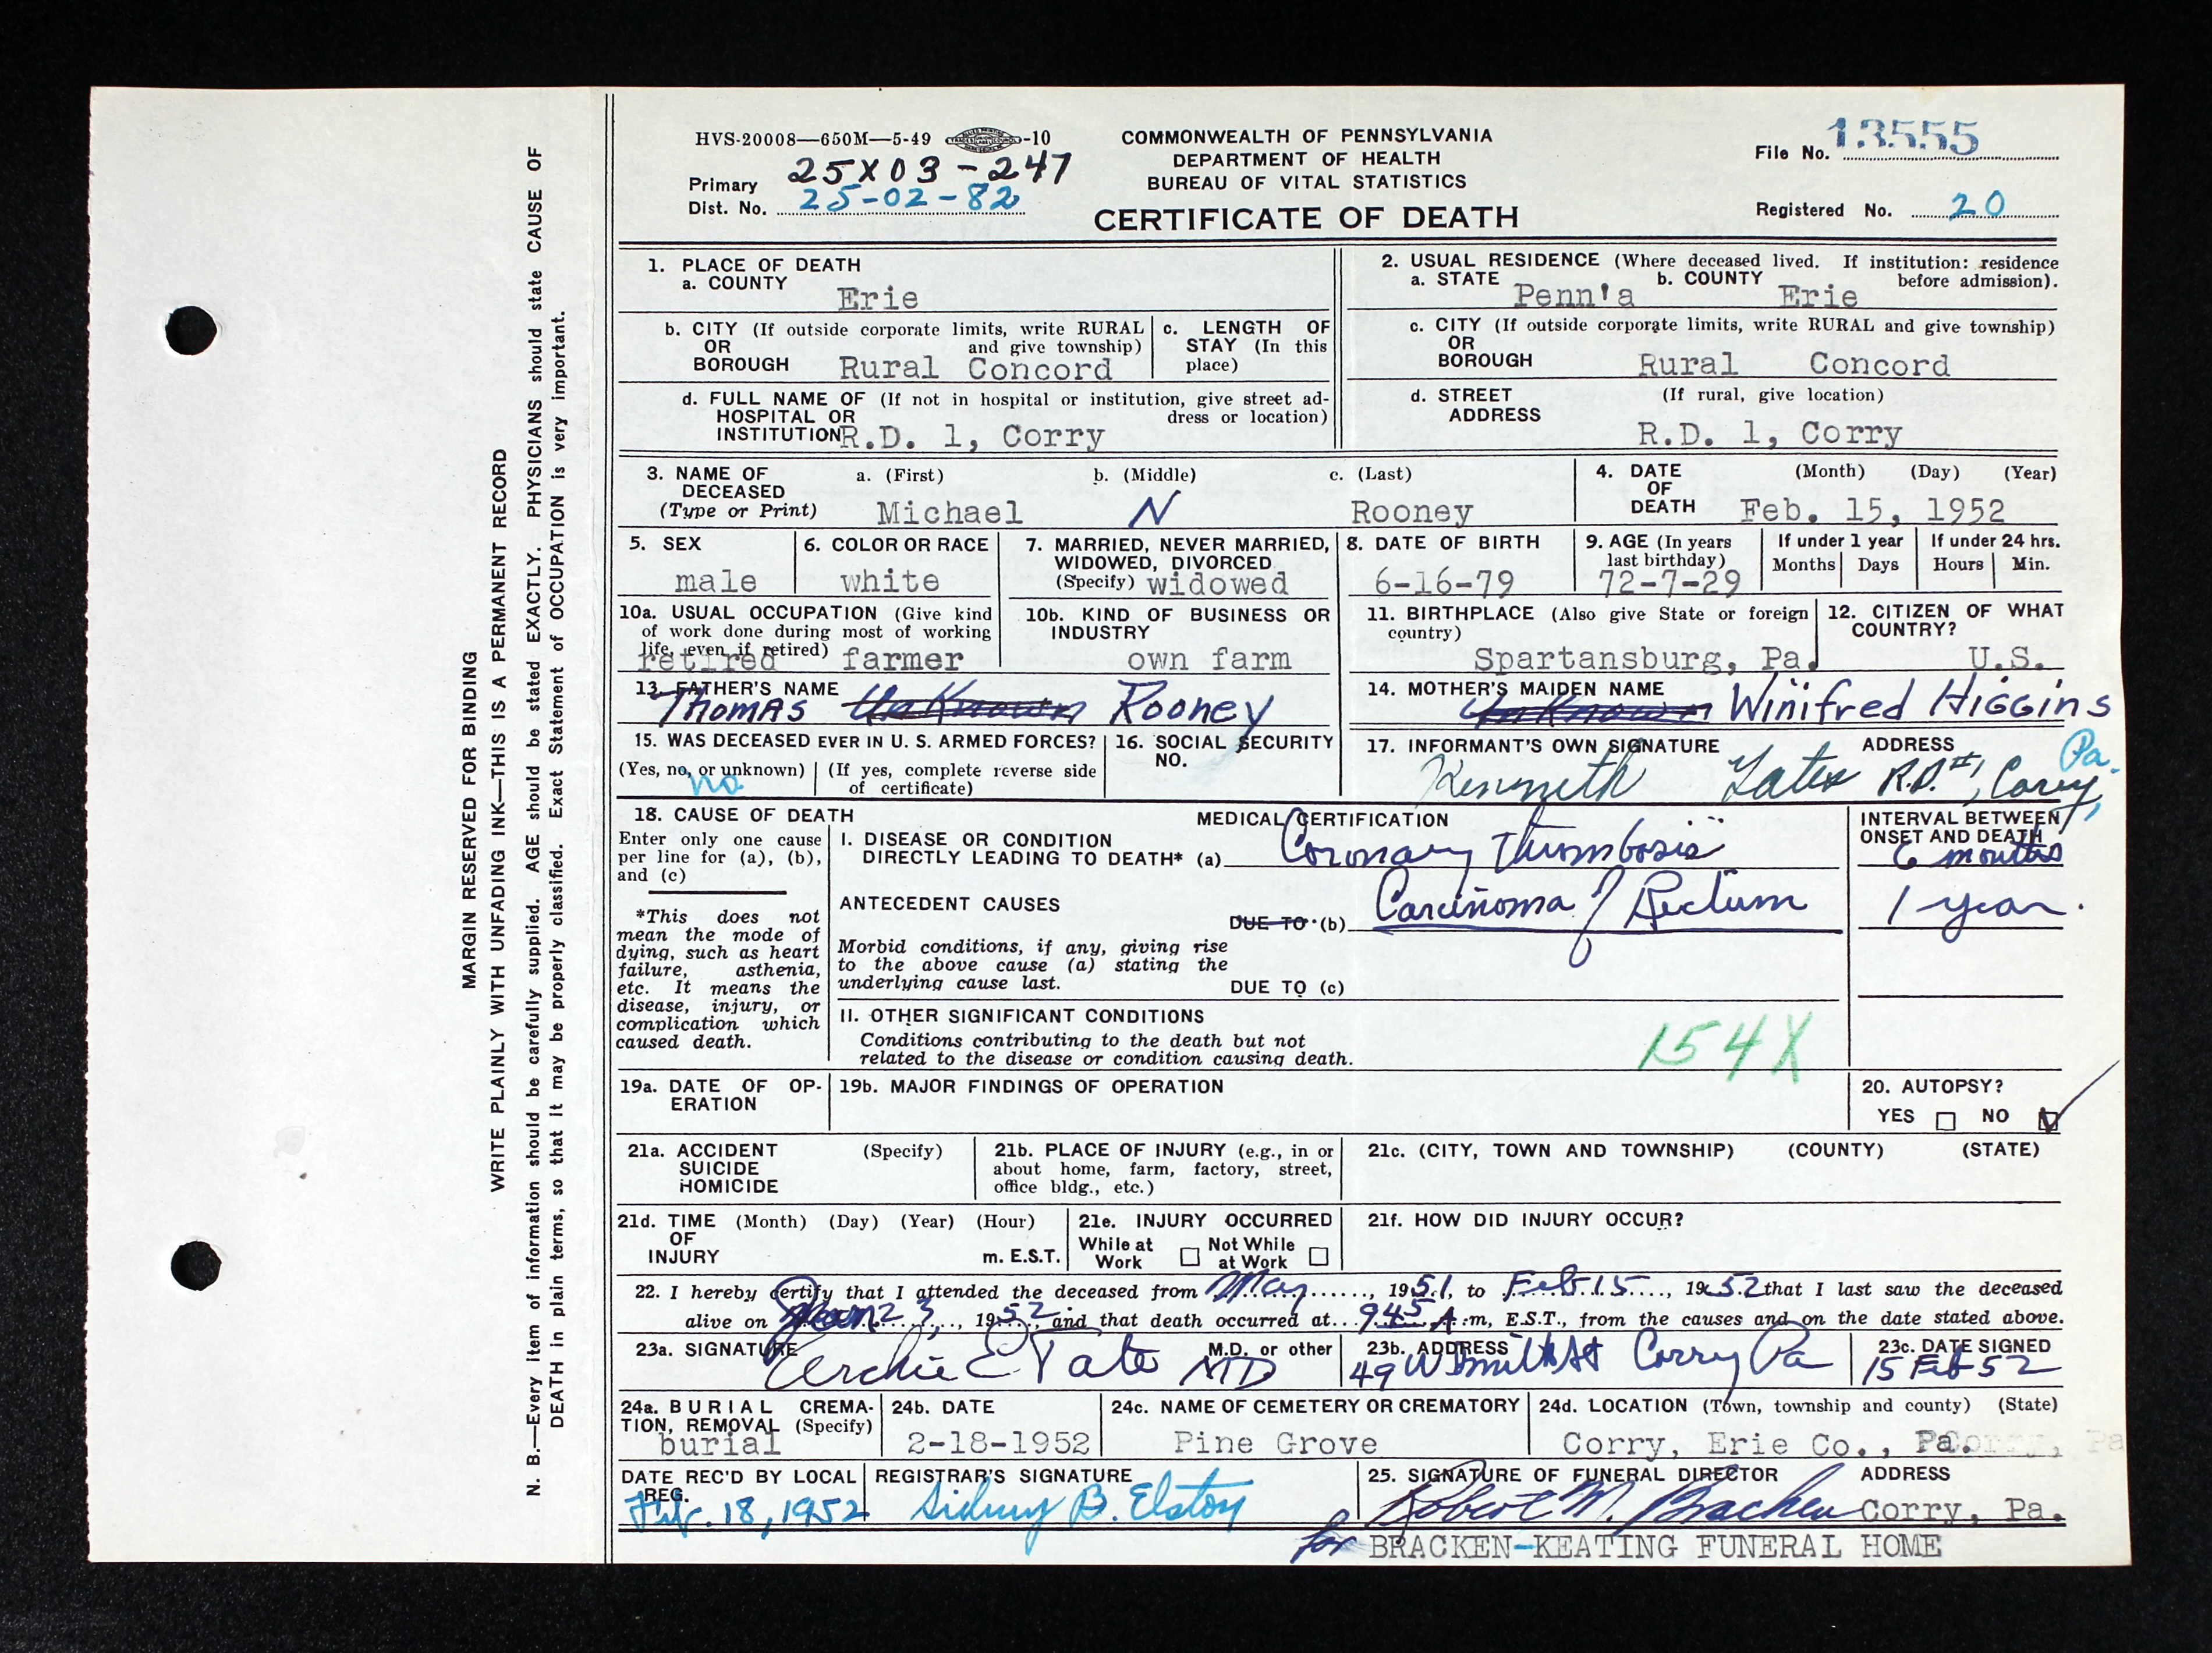 MARGIN RESERVED FOR BINDING
WRITE PLAINLY WITH UNFADING INK—THIS IS A PERMANENT RECORD
N. B.—Every item of information should be carefully supplied. AGE should be stated EXACTLY. PHYSICIANS should state CAUSE OF
DEATH in plain terms, so that it may be properly classified. Exact Statement of OCCUPATION is very important.
HVS-20008—650M—5-49 -10
COMMONWEALTH OF PENNSYLVANIA
DEPARTMENT OF HEALTH
BUREAU OF VITAL STATISTICS
CERTIFICATE OF DEATH
File No. 13555
25X03-247
Primary
Dist. No. 25-02-82
Registered No. 20
1. PLACE OF DEATH
a. COUNTY
Erie
2. USUAL RESIDENCE (Where deceased lived. If institution: residence
before admission).
a. STATE Penn'a b. COUNTY Erie
b. CITY (If outside corporate limits, write RURAL
OR and give township)
BOROUGH Rural Concord
c. LENGTH OF
STAY (In this
place)
c. CITY (If outside corporate limits, write RURAL and give township)
OR
BOROUGH Rural Concord
d. FULL NAME OF (If not in hospital or institution, give street ad-
HOSPITAL OR dress or location)
INSTITUTION R.D. 1, Corry
d. STREET (If rural, give location)
ADDRESS
R.D. 1, Corry
3. NAME OF a. (First) b. (Middle) c. (Last)
DECEASED
(Type or Print) Michael N Rooney
4. DATE (Month) (Day) (Year)
OF
DEATH Feb. 15, 1952
5. SEX
male
6. COLOR OR RACE
white
7. MARRIED, NEVER MARRIED,
WIDOWED, DIVORCED
(Specify) widowed
8. DATE OF BIRTH
6-16-79
9. AGE (In years
last birthday)
72-7-29
If under 1 year
Months Days
If under 24 hrs.
Hours Min.
10a. USUAL OCCUPATION (Give kind
of work done during most of working
life, even if retired)
retired farmer
10b. KIND OF BUSINESS OR
INDUSTRY
own farm
11. BIRTHPLACE (Also give State or foreign
country)
Spartansburg, Pa.
12. CITIZEN OF WHAT
COUNTRY?
U.S.
13. FATHER'S NAME
Thomas Unknown Rooney
14. MOTHER'S MAIDEN NAME
Unknown Winifred Higgins
15. WAS DECEASED EVER IN U. S. ARMED FORCES?
(Yes, no, or unknown) (If yes, complete reverse side
of certificate)
no
16. SOCIAL SECURITY
NO.
17. INFORMANT'S OWN SIGNATURE ADDRESS
Kenneth Yates R.D. #1, Corry, Pa.
18. CAUSE OF DEATH
Enter only one cause
per line for (a), (b),
and (c)
*This does not
mean the mode of
dying, such as heart
failure, asthenia,
etc. It means the
disease, injury, or
complication which
caused death.
MEDICAL CERTIFICATION
I. DISEASE OR CONDITION
DIRECTLY LEADING TO DEATH* (a) Coronary Thrombosis
ANTECEDENT CAUSES
DUE TO (b) Carcinoma of Rectum
Morbid conditions, if any, giving rise
to the above cause (a) stating the
underlying cause last.
DUE TO (c)
II. OTHER SIGNIFICANT CONDITIONS
Conditions contributing to the death but not
related to the disease or condition causing death.
154X
INTERVAL BETWEEN
ONSET AND DEATH
6 months
1 year.
19a. DATE OF OP-
ERATION
19b. MAJOR FINDINGS OF OPERATION
20. AUTOPSY?
YES NO
21a. ACCIDENT (Specify)
SUICIDE
HOMICIDE
21b. PLACE OF INJURY (e.g., in or
about home, farm, factory, street,
office bldg., etc.)
21c. (CITY, TOWN AND TOWNSHIP) (COUNTY) (STATE)
21d. TIME (Month) (Day) (Year) (Hour)
OF
INJURY m. E.S.T.
21e. INJURY OCCURRED
While at Not While
Work at Work
21f. HOW DID INJURY OCCUR?
22. I hereby certify that I attended the deceased from May, 1951, to Feb 15, 1952 that I last saw the deceased
alive on Jan 23, 1952, and that death occurred at 945 A m, E.S.T., from the causes and on the date stated above.
23a. SIGNATURE M.D. or other
Archie E Tate MD
23b. ADDRESS
49 W Smith St Corry Pa
23c. DATE SIGNED
15 Feb 52
24a. BURIAL CREMA-
TION, REMOVAL (Specify)
burial
24b. DATE
2-18-1952
24c. NAME OF CEMETERY OR CREMATORY
Pine Grove
24d. LOCATION (Town, township and county) (State)
Corry, Erie Co., Pa.
DATE REC'D BY LOCAL
REG.
Feb. 18, 1952
REGISTRAR'S SIGNATURE
Sidney B. Elston
25. SIGNATURE OF FUNERAL DIRECTOR ADDRESS
Robert M. Bracken Corry, Pa.
for BRACKEN-KEATING FUNERAL HOME